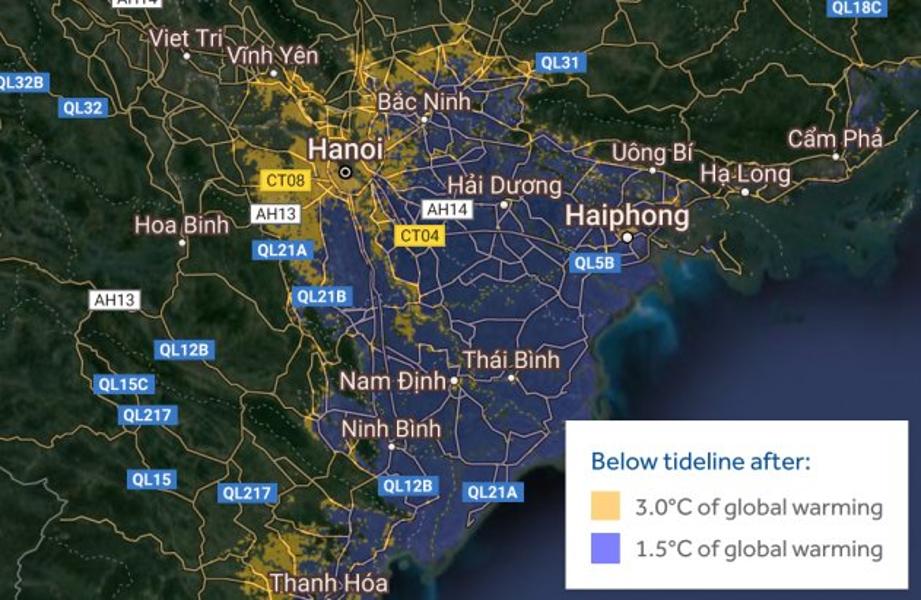 QL18C
Viet Tri
Vĩnh Yên
QL31
QL32B
QL32
Bắc Ninh
Hanoi
Uông Bí
Cẩm Phả
Hạ Long
CT08
Hải Dương
AH13
AH14
Haiphong
Hoa Binh
CT04
QL21A
QL5B
AH13
QL21B
QL12B
Thái Bình
QL15C
Nam Định
QL217
Ninh Bình
Below tideline after:
QL15
QL217
QL12B
QL21A
3.0°C of global warming
1.5°C of global warming
Thanh Hóa